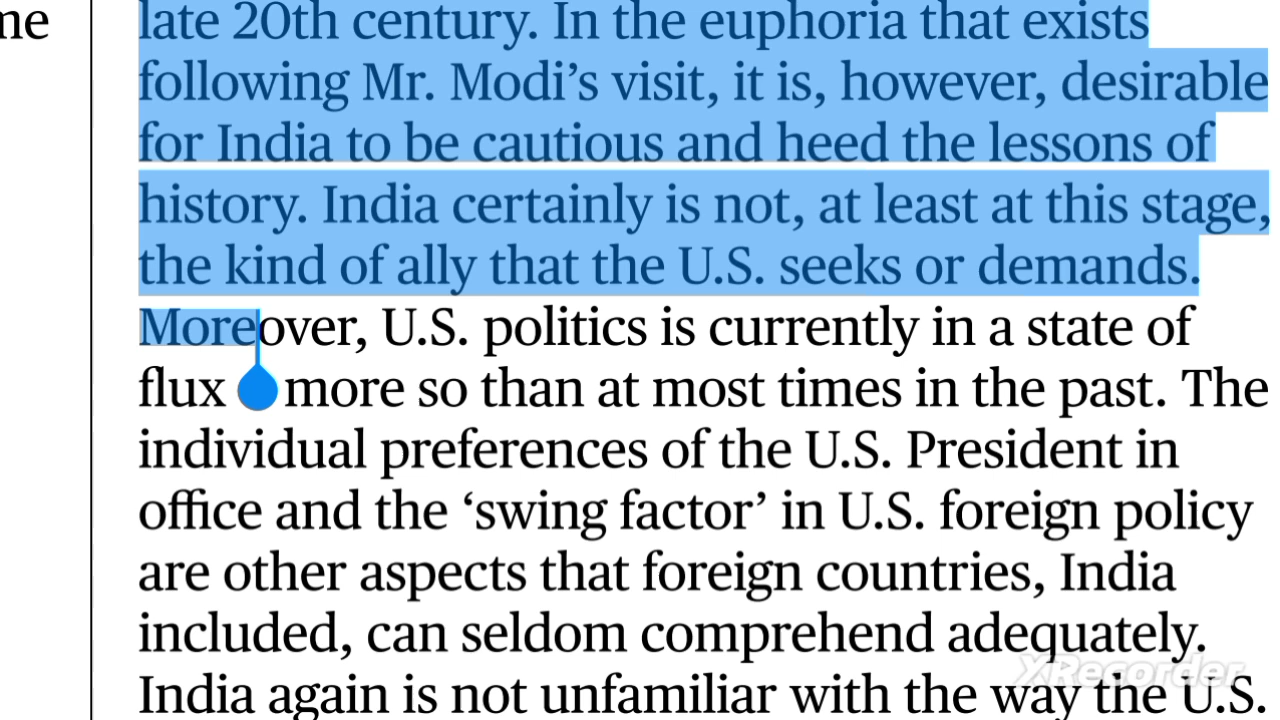 me
late 20th century. In the euphoria that exists
following Mr. Modi’s visit, it is, however, desirable
for India to be cautious and heed the lessons of
history. India certainly is not, at least at this stage,
the kind of ally that the U.S. seeks or demands.
Moreover, U.S. politics is currently in a state of
flux more so than at most times in the past. The
individual preferences of the U.S. President in
office and the ‘swing factor’ in U.S. foreign policy
are other aspects that foreign countries, India
included, can seldom comprehend adequately.
India again is not unfamiliar with the way the U.S.
XRecorder